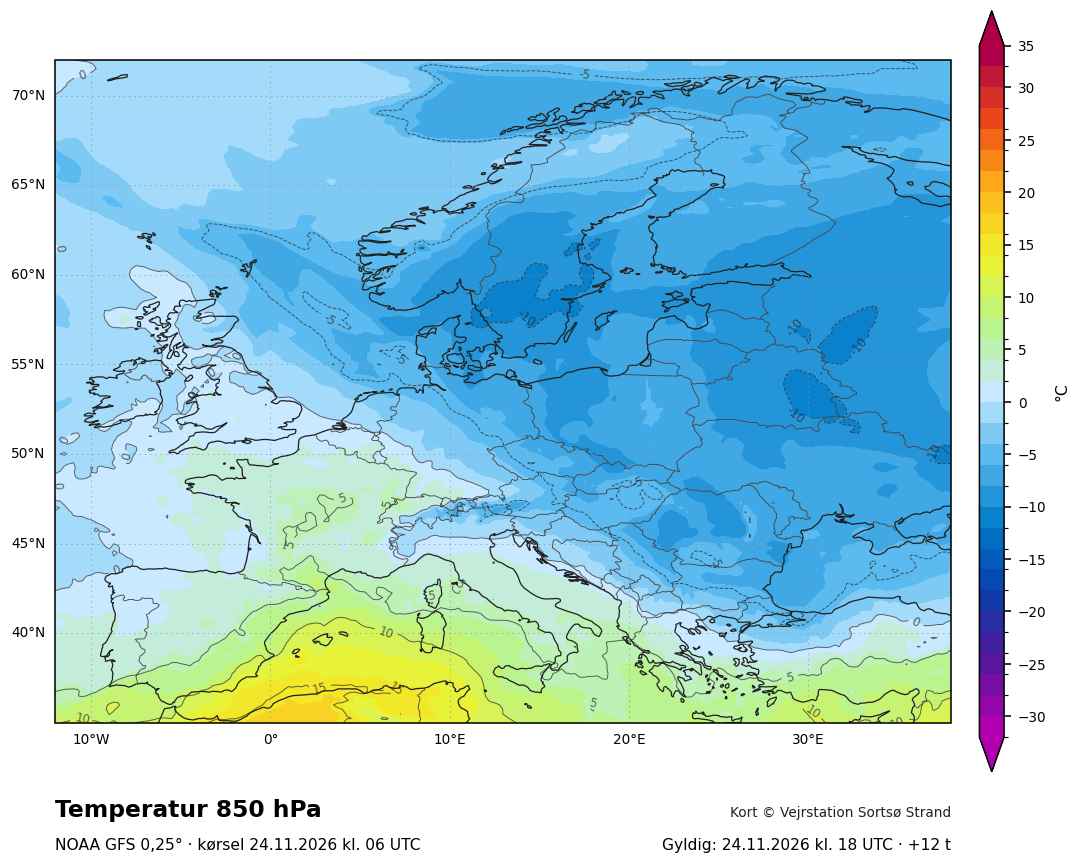 70°N
65°N
60°N
55°N
50°N
45°N
40°N
10°W 0° 10°E 20°E 30°E
35
30
25
20
15
10
5
0
−5
−10
−15
−20
−25
−30
°C
Temperatur 850 hPa
Kort © Vejrstation Sortsø Strand
NOAA GFS 0,25° · kørsel 24.11.2026 kl. 06 UTC
Gyldig: 24.11.2026 kl. 18 UTC · +12 t